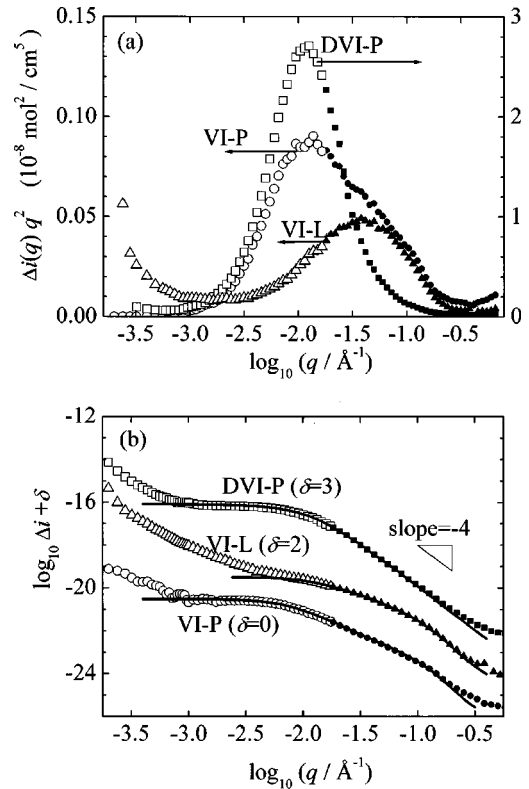 (a)
DVI-P
VI-P
VI-L
0.15
0.10
0.05
0.00
3
2
1
0
Δi(q) q² (10⁻⁸ mol² / cm⁵)
-3.5 -3.0 -2.5 -2.0 -1.5 -1.0 -0.5 0.0
log₁₀ (q / Å⁻¹)
(b)
DVI-P (δ=3)
VI-L (δ=2)
VI-P (δ=0)
slope=-4
-12
-16
-20
-24
log₁₀ Δi + δ
-3.5 -3.0 -2.5 -2.0 -1.5 -1.0 -0.5
log₁₀ (q / Å⁻¹)